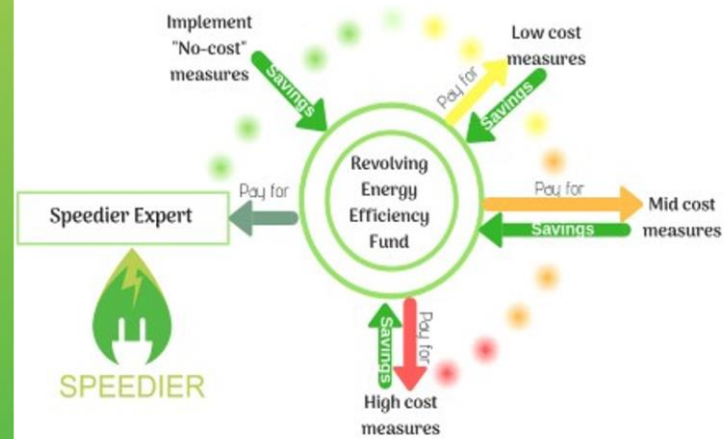 Implement
"No-cost"
measures
Savings
Low cost
measures
Pay for
Savings
Revolving
Energy
Efficiency
Fund
Pay for
Speedier Expert
Pay for
Savings
Mid cost
measures
Savings
Pay for
High cost
measures
SPEEDIER